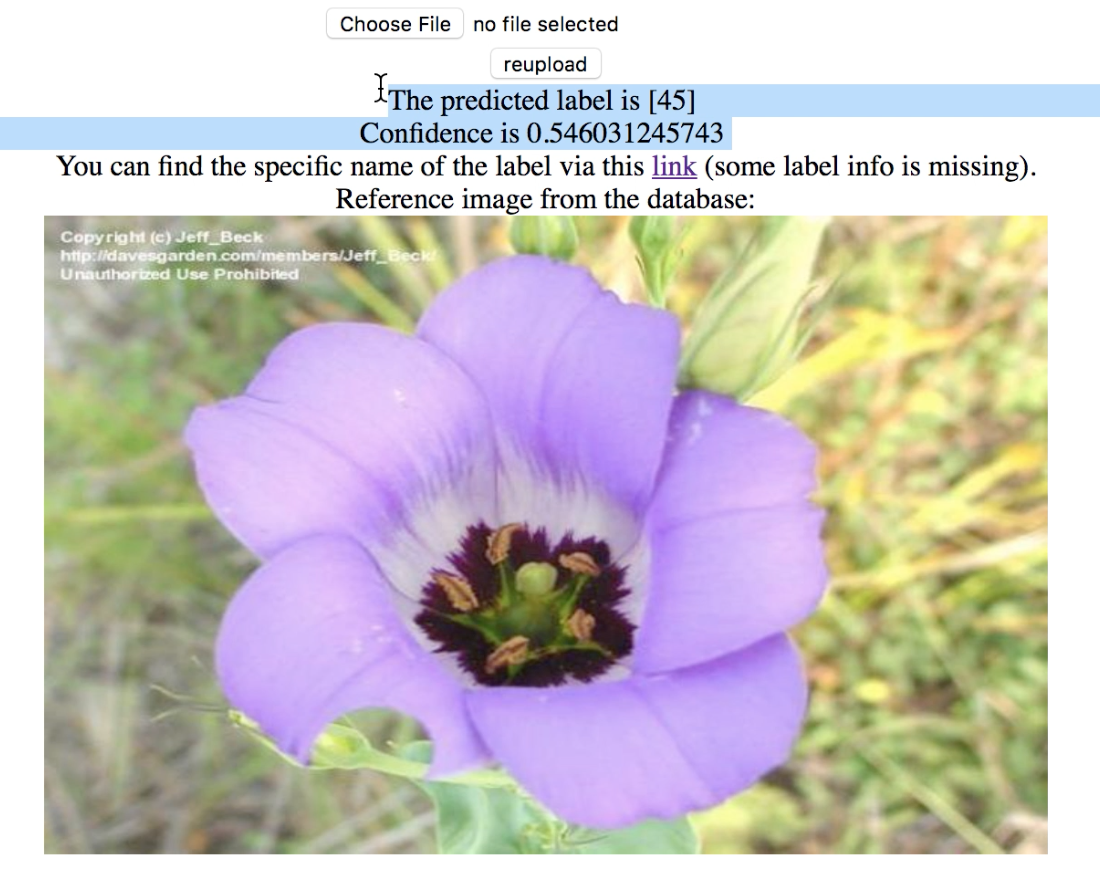 Choose File no file selected
reupload
The predicted label is [45]
Confidence is 0.546031245743
You can find the specific name of the label via this link (some label info is missing).
Reference image from the database:
Copyright (c) Jeff_Beck
http://davesgarden.com/members/Jeff_Beck/
Unauthorized Use Prohibited